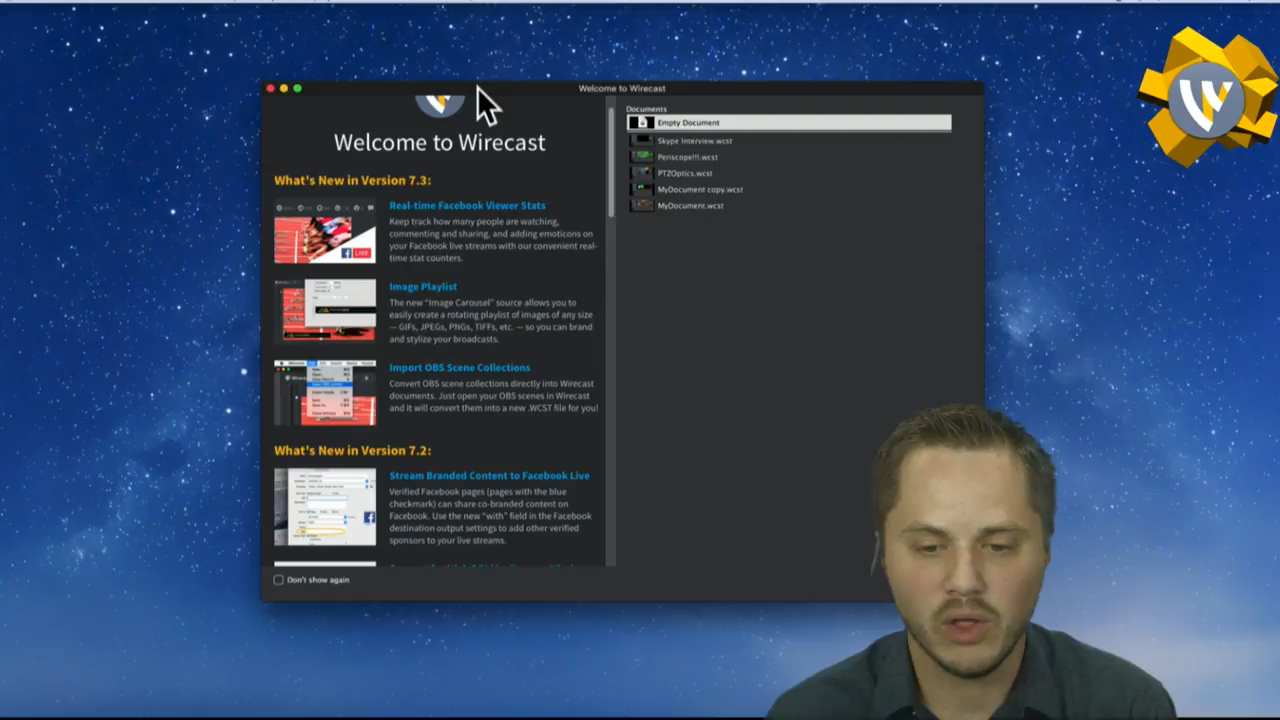 Welcome to Wirecast
Welcome to Wirecast
What's New in Version 7.3:
Real-time Facebook Viewer Stats
Keep track how many people are watching,
commenting and sharing, and adding emoticons on
your Facebook live streams with our convenient real-
time stat counters.
LIVE
Image Playlist
The new "Image Carousel" source allows you to
easily create a rotating playlist of images of any size
— GIFs, JPEGs, PNGs, TIFFs, etc. — so you can brand
and stylize your broadcasts.
Import OBS Scene Collections
Convert OBS scene collections directly into Wirecast
documents. Just open your OBS scenes in Wirecast
and it will convert them into a new .WCST file for you!
What's New in Version 7.2:
Stream Branded Content to Facebook Live
Verified Facebook pages (pages with the blue
checkmark) can share co-branded content on
Facebook. Use the new "with" field in the Facebook
destination output settings to add other verified
sponsors to your live streams.
Don't show again
Documents
Empty Document
Skype Interview.wcst
Periscope!!!.wcst
PTZOptics.wcst
MyDocument copy.wcst
MyDocument.wcst